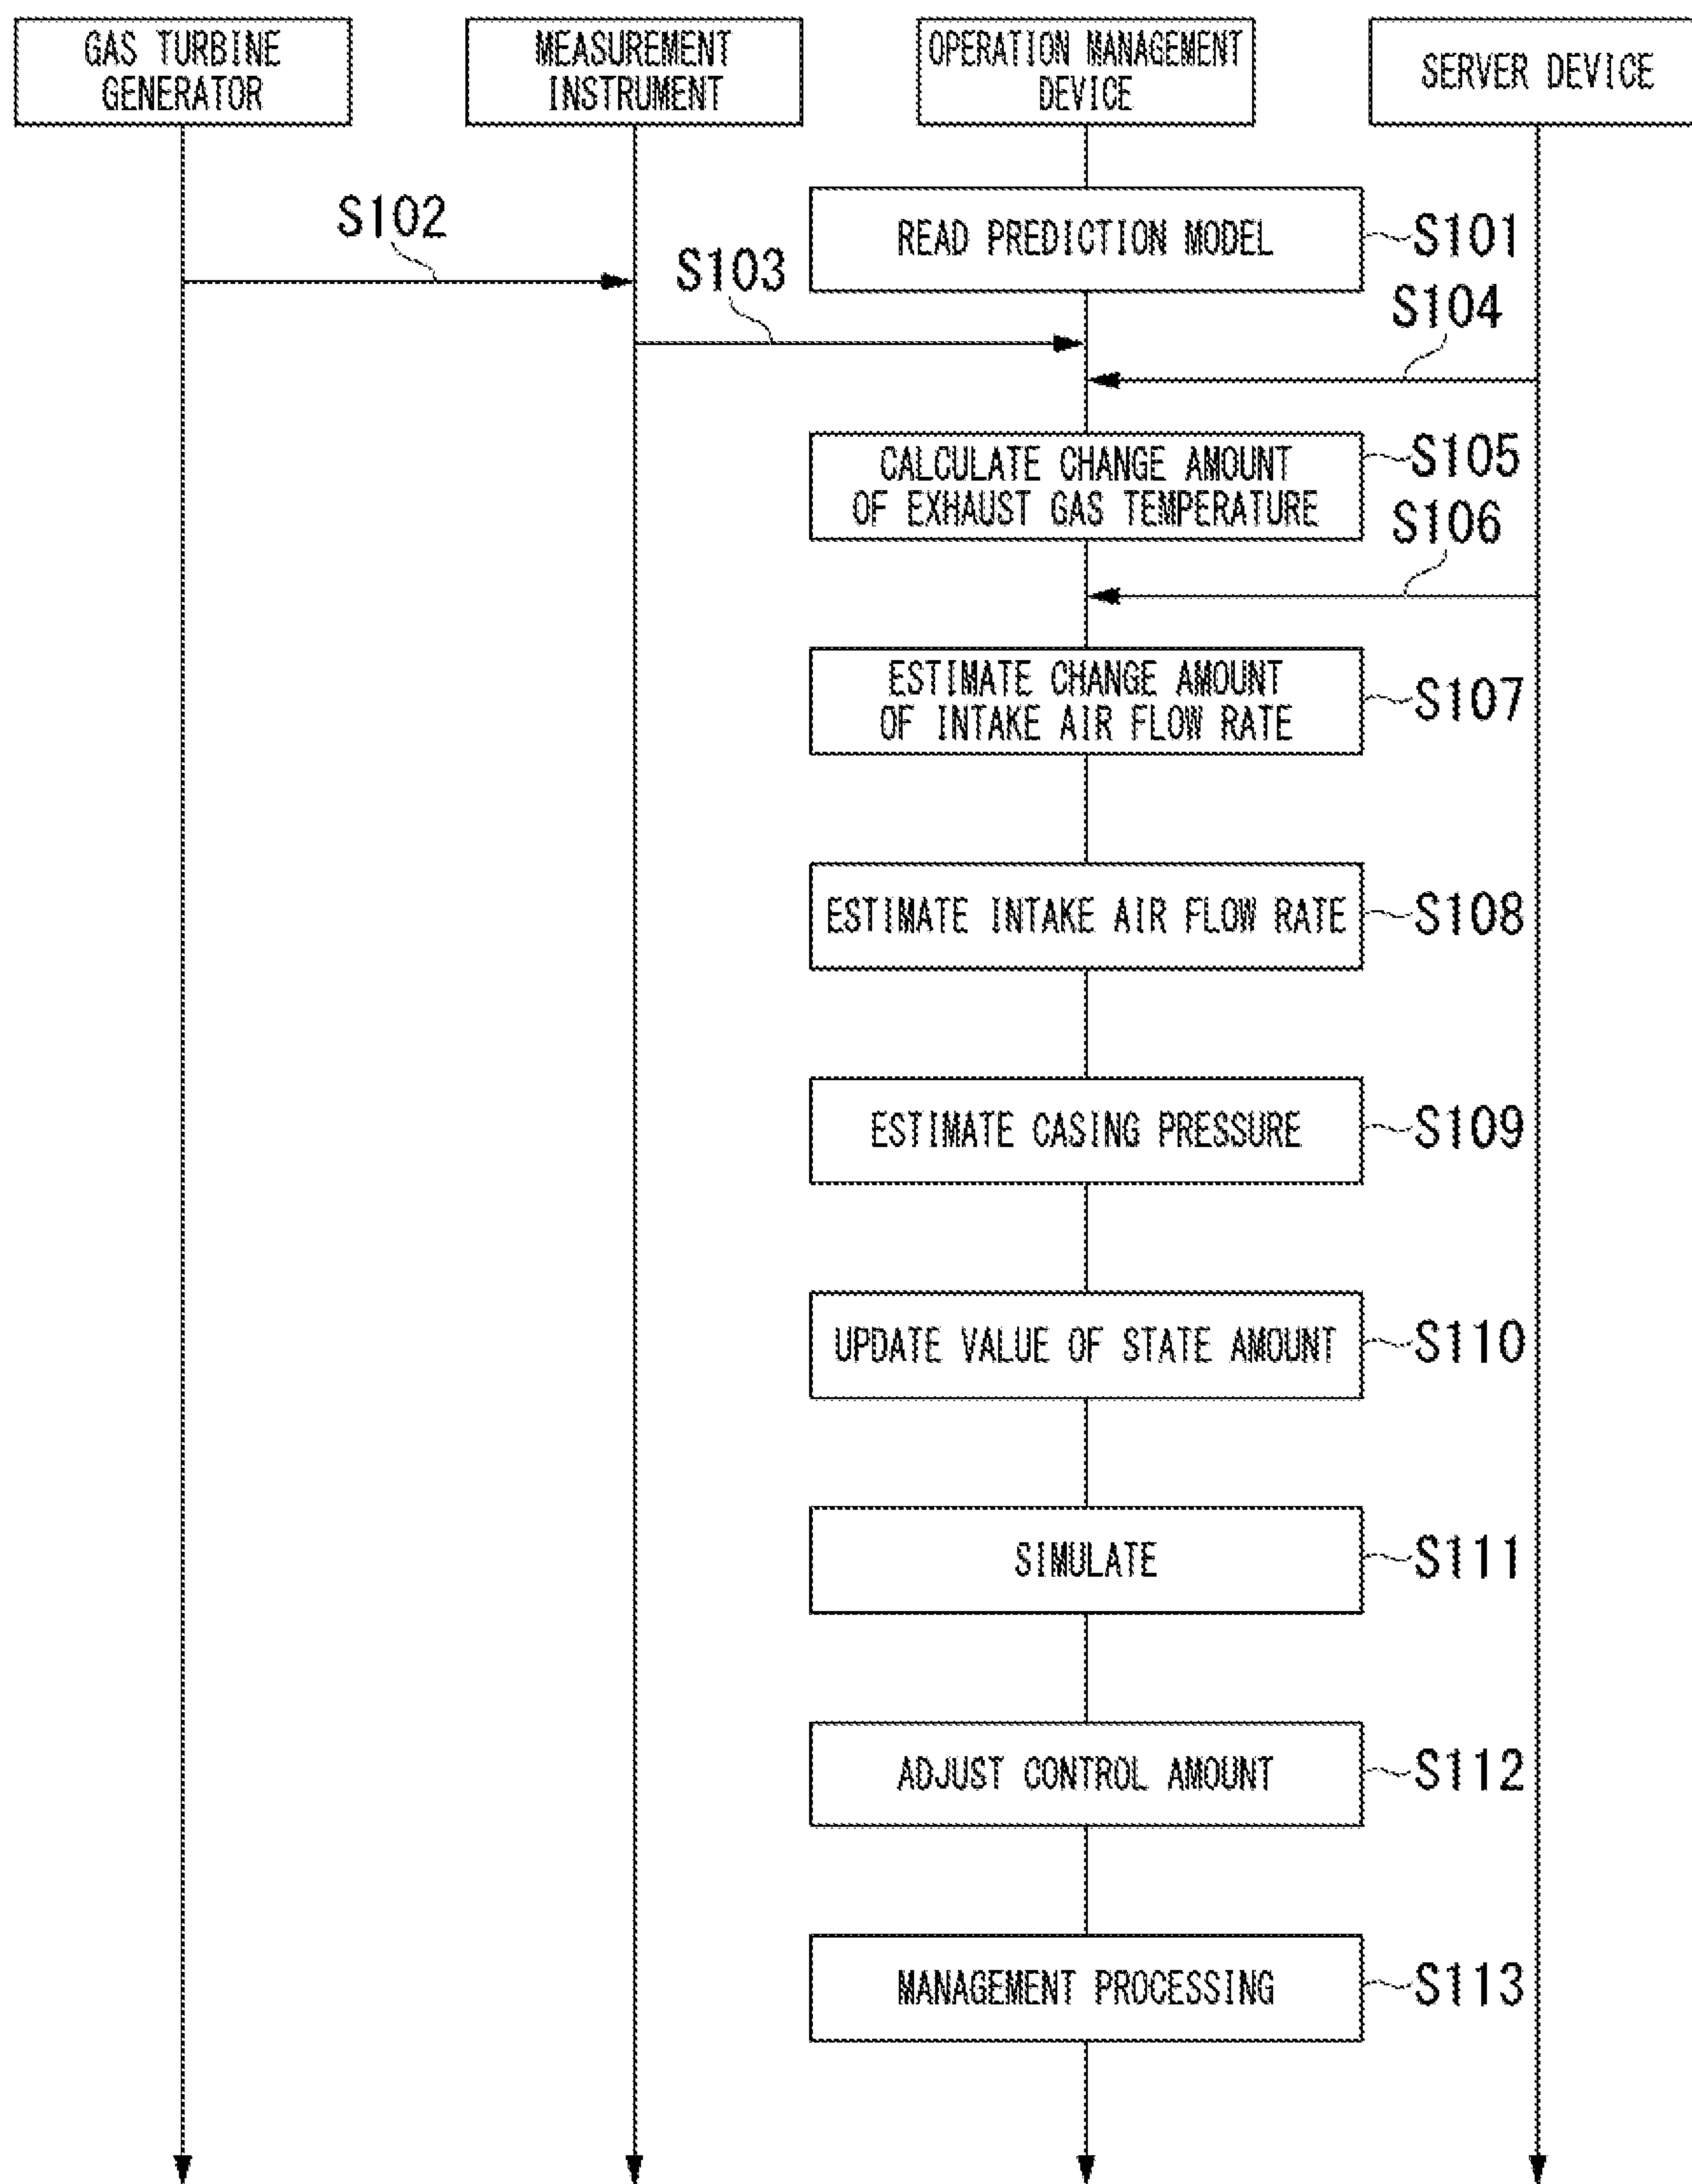 GAS TURBINE
GENERATOR
MEASUREMENT
INSTRUMENT
OPERATION MANAGEMENT
DEVICE
SERVER DEVICE
S102
READ PREDICTION MODEL
S101
S103
S104
CALCULATE CHANGE AMOUNT
OF EXHAUST GAS TEMPERATURE
S105
S106
ESTIMATE CHANGE AMOUNT
OF INTAKE AIR FLOW RATE
S107
ESTIMATE INTAKE AIR FLOW RATE
S108
ESTIMATE CASING PRESSURE
S109
UPDATE VALUE OF STATE AMOUNT
S110
SIMULATE
S111
ADJUST CONTROL AMOUNT
S112
MANAGEMENT PROCESSING
S113